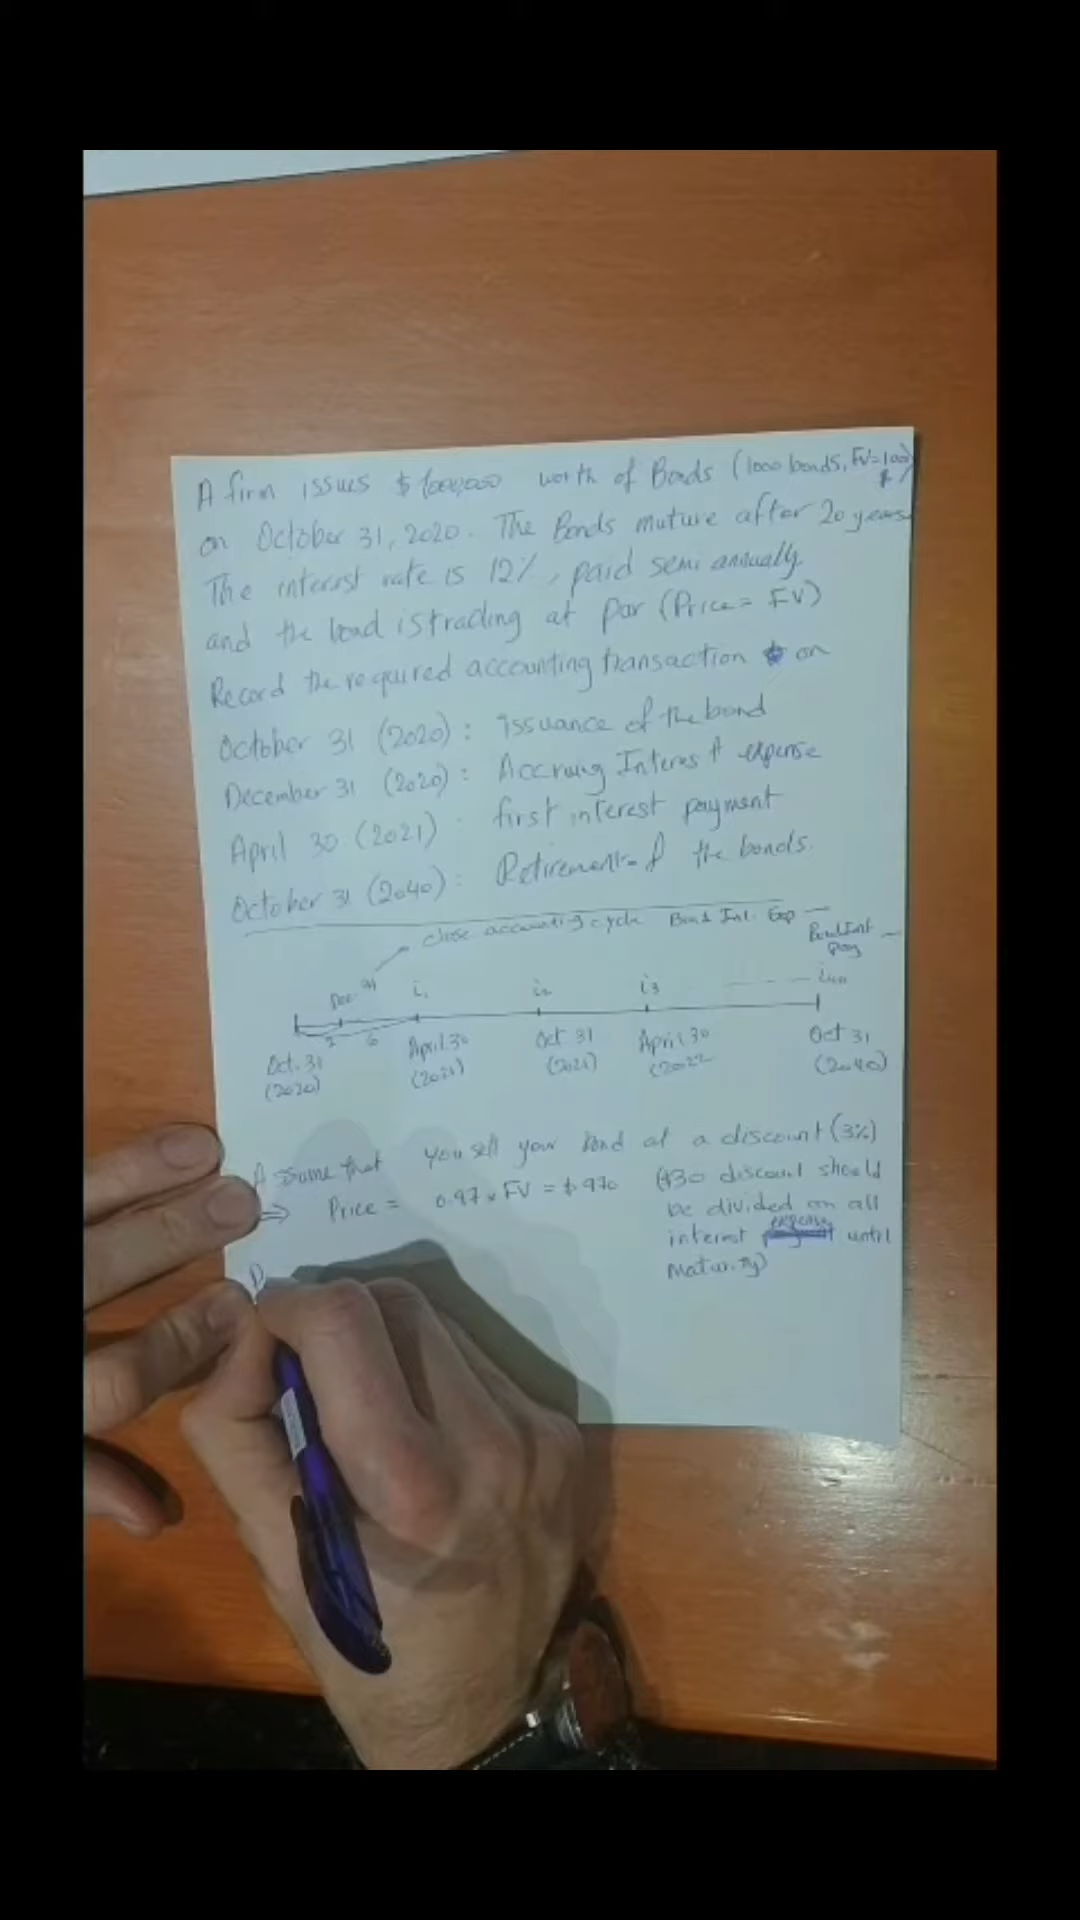 A firm issues $ 1000,000 worth of Bonds (1000 bonds, FV=1000
$)
on October 31, 2020. The Bonds muture after 20 years
The interest rate is 12%, paid semi annually
and the bond is trading at par (Price = FV)
Record the required accounting transaction on
October 31 (2020): issuance of the bond
December 31 (2020): Accruing Interest expense
April 30 (2021): first interest payment
October 31 (2040): Retirement of the bonds.
close accounting cycle Bond Int. Exp —
Bond Int —
pay
Dec 31 i1 i2 i3 i40
2 6
Oct. 31 April 30 Oct 31 April 30 Oct 31
(2020) (2021) (2021) (2022 (2040)
Assume that you sell your bond at a discount (3%)
⇒ Price = 0.97 x FV = $970 ($30 discount should
be divided on all
interest expense until
maturity)
D